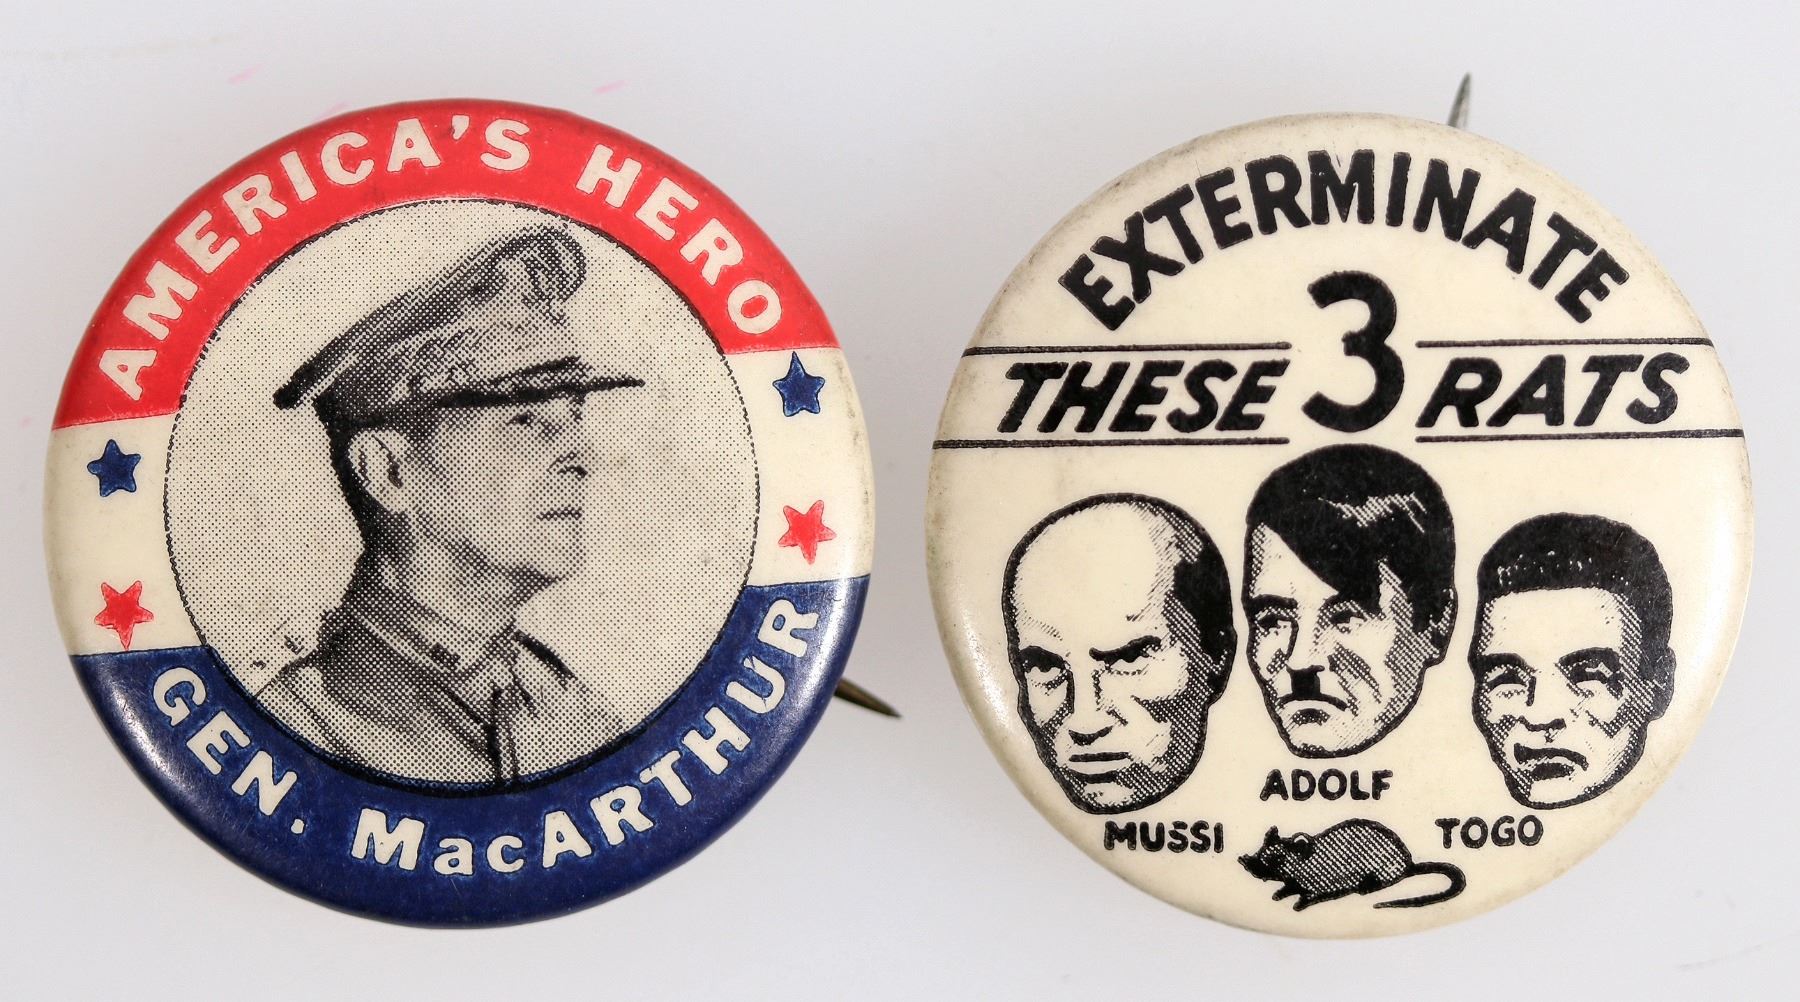 AMERICA'S HERO
GEN. MacARTHUR
EXTERMINATE
THESE 3 RATS
ADOLF
MUSSI
TOGO